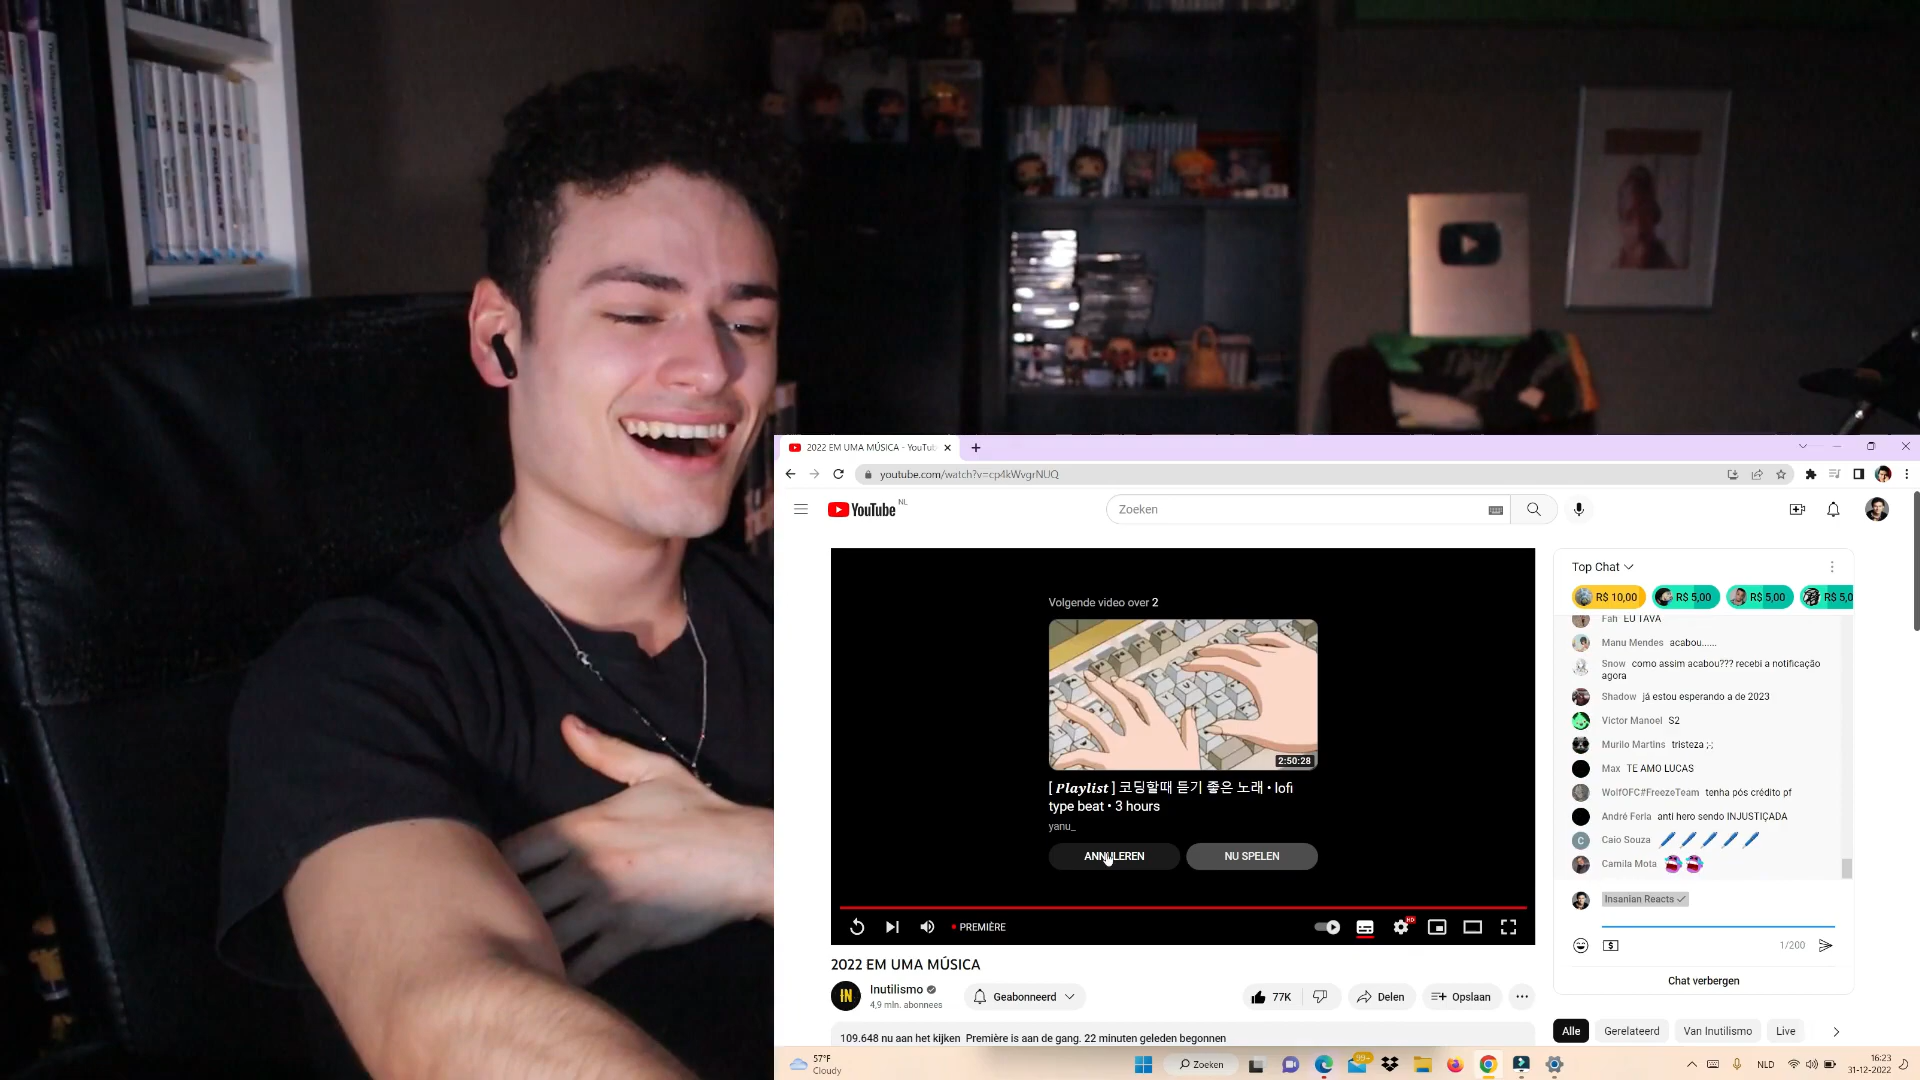 2022 EM UMA MÚSICA - YouTub
youtube.com/watch?v=cp4kWvgrNUQ
YouTube NL
Zoeken
Volgende video over 2
2:50:28
[ Playlist ] 코딩할때 듣기 좋은 노래 • lofi
type beat • 3 hours
yanu_
ANNULEREN
NU SPELEN
PREMIÈRE
HD
2022 EM UMA MÚSICA
IN
Inutilismo
4,9 mln. abonnees
Geabonneerd
77K
Delen
Opslaan
109.648 nu aan het kijken Première is aan de gang. 22 minuten geleden begonnen
Top Chat
R$ 10,00
R$ 5,00
R$ 5,00
R$ 5,0
Fah EU TAVA
Manu Mendes acabou......
Snow como assim acabou??? recebi a notificação
agora
Shadow já estou esperando a de 2023
Victor Manoel S2
Murilo Martins tristeza ;-;
Max TE AMO LUCAS
WolfOFC#FreezeTeam tenha pós crédito pf
André Feria anti hero sendo INJUSTIÇADA
C
Caio Souza
Camila Mota
Insanian Reacts
1/200
Chat verbergen
Alle
Gerelateerd
Van Inutilismo
Live
57°F
Cloudy
Zoeken
99+
NLD
16:23
31-12-2022